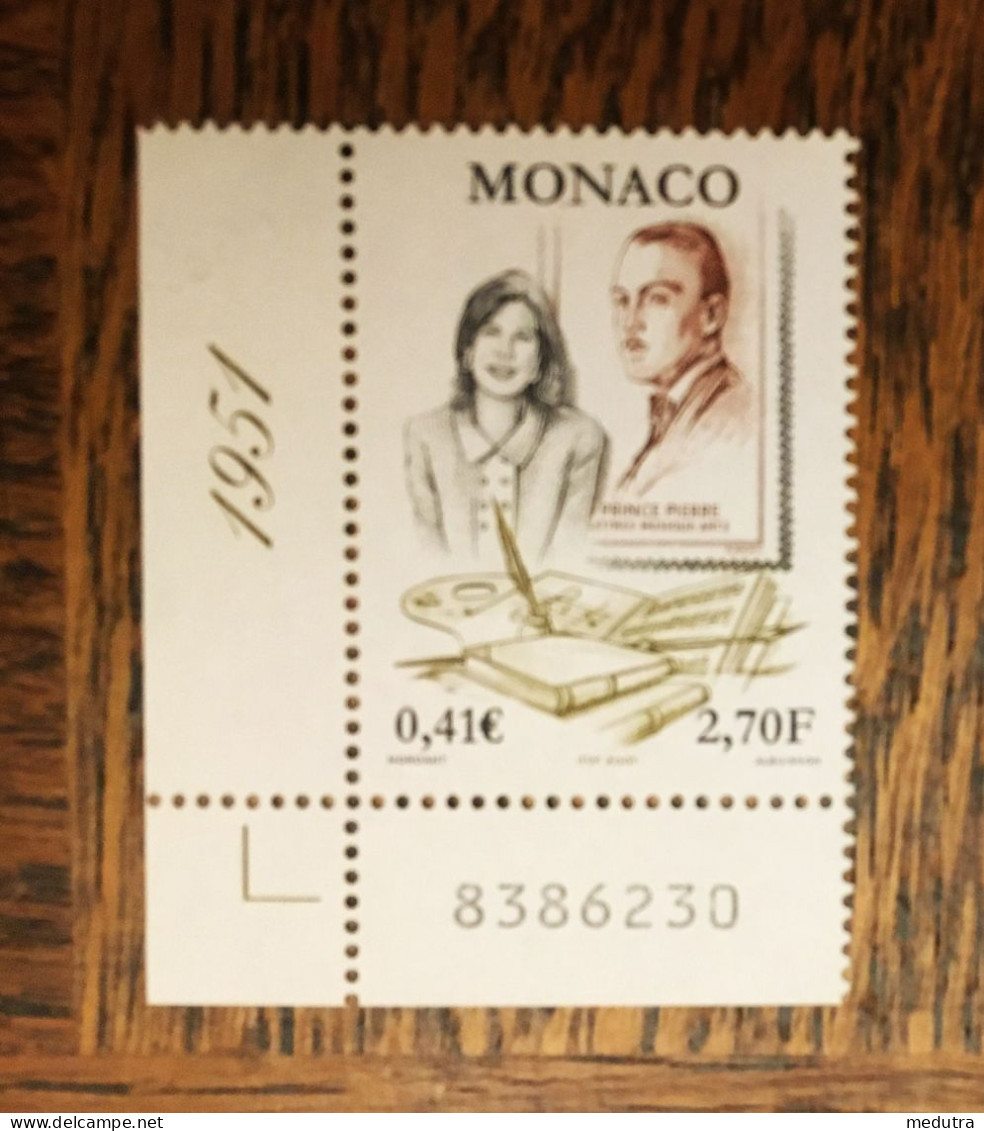 MONACO
1951
PRINCE PIERRE
0,41€ 2,70F
8386230
www.delcampe.net
medutra